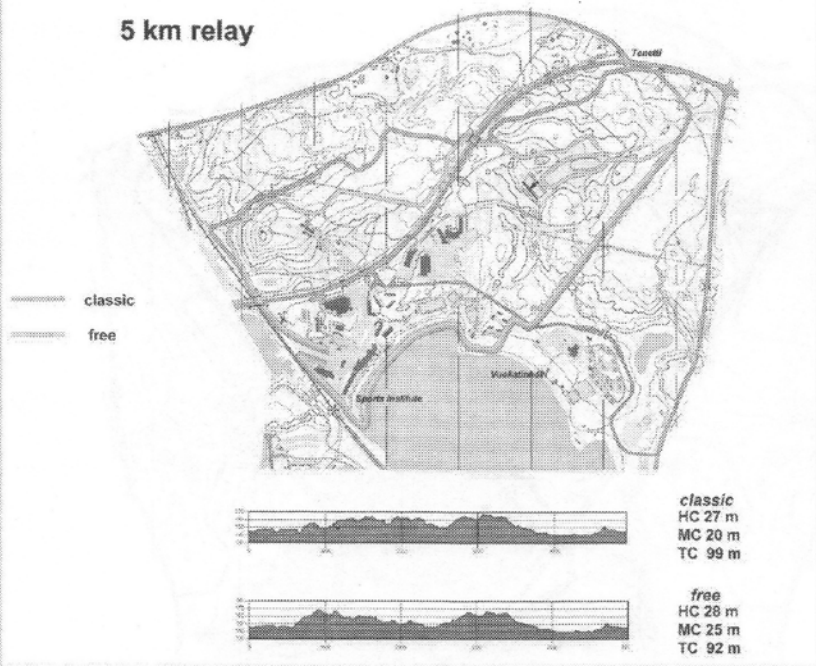 5 km relay
Tenetti
classic
free
Sports Institute
classic
HC 27 m
MC 20 m
TC 99 m
free
HC 28 m
MC 25 m
TC 92 m